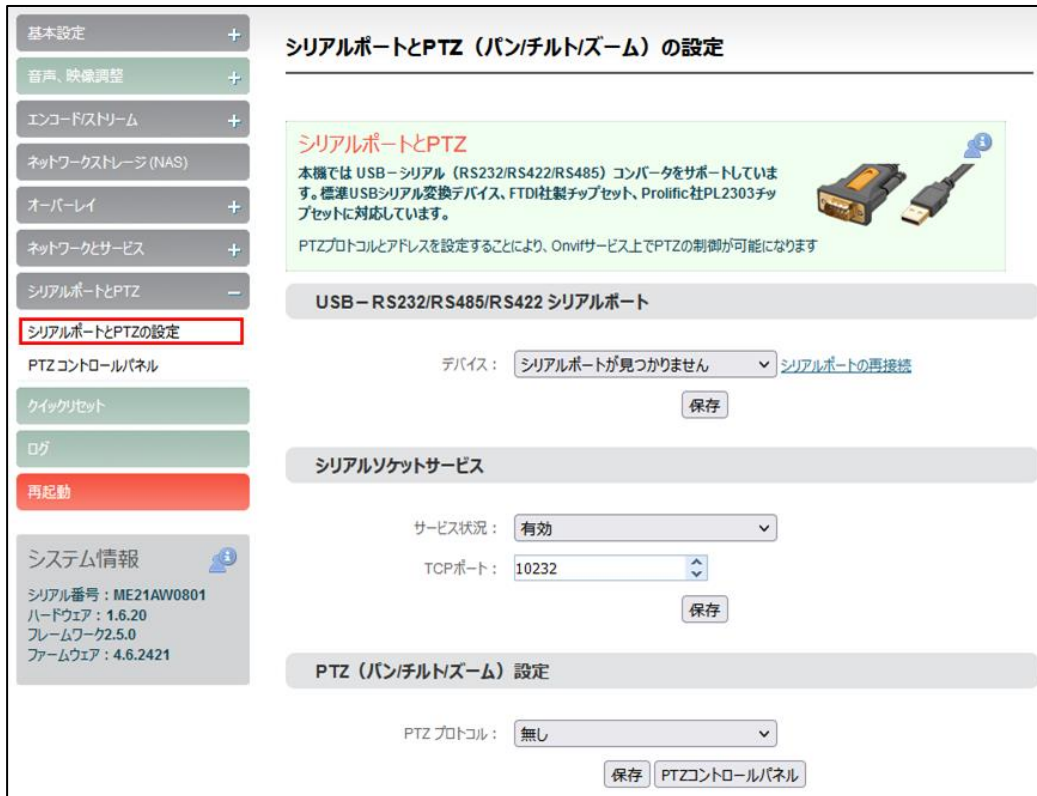 基本設定 +
音声、映像調整 +
エンコード/ストリーム +
ネットワークストレージ (NAS)
オーバーレイ +
ネットワークとサービス +
シリアルポートとPTZ −
シリアルポートとPTZの設定
PTZ コントロールパネル
クイックリセット
ログ
再起動
システム情報
シリアル番号：ME21AW0801
ハードウェア：1.6.20
フレームワーク2.5.0
ファームウェア：4.6.2421
シリアルポートとPTZ（パン/チルト/ズーム）の設定
シリアルポートとPTZ
本機では USB－シリアル（RS232/RS422/RS485）コンバータをサポートしていま
す。標準USBシリアル変換デバイス、FTDI社製チップセット、Prolific社PL2303チッ
プセットに対応しています。
PTZプロトコルとアドレスを設定することにより、Onvifサービス上でPTZの制御が可能になります
USB－RS232/RS485/RS422 シリアルポート
デバイス： シリアルポートが見つかりません シリアルポートの再接続
保存
シリアルソケットサービス
サービス状況： 有効
TCPポート： 10232
保存
PTZ（パン/チルト/ズーム）設定
PTZ プロトコル： 無し
保存 PTZコントロールパネル